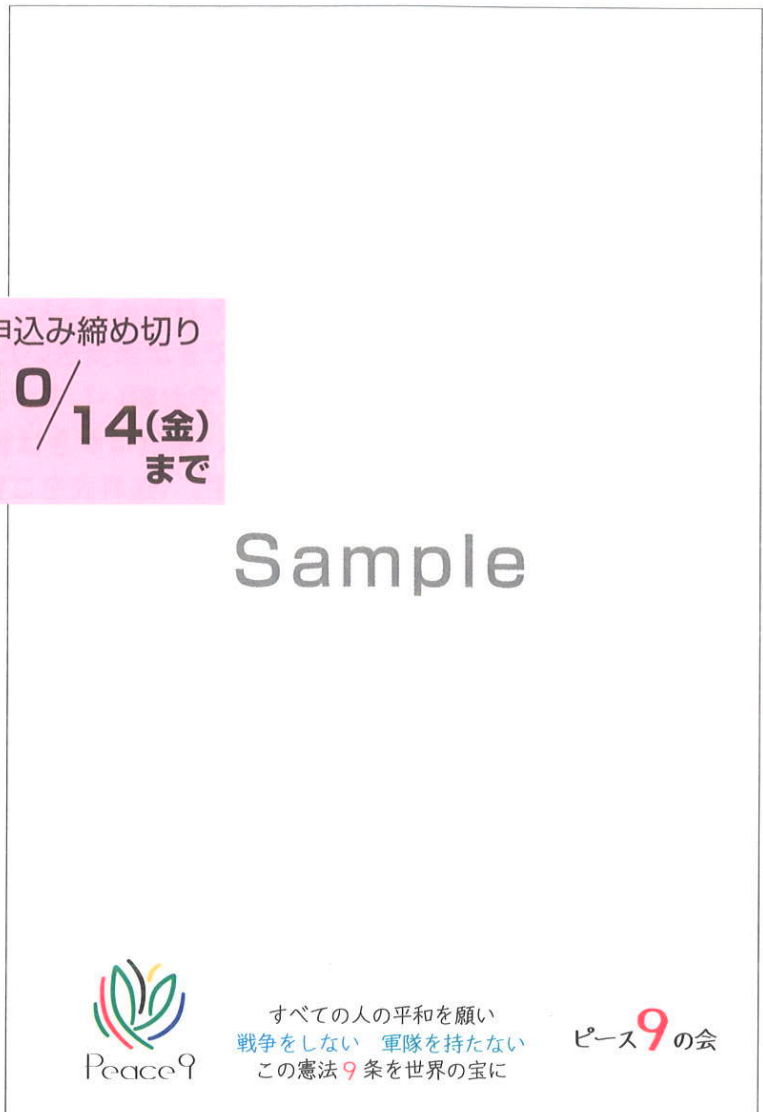 込み締め切り
0/14(金)
まで
Sample
Peace9
すべての人の平和を願い
戦争をしない 軍隊を持たない
この憲法9条を世界の宝に
ピース9の会